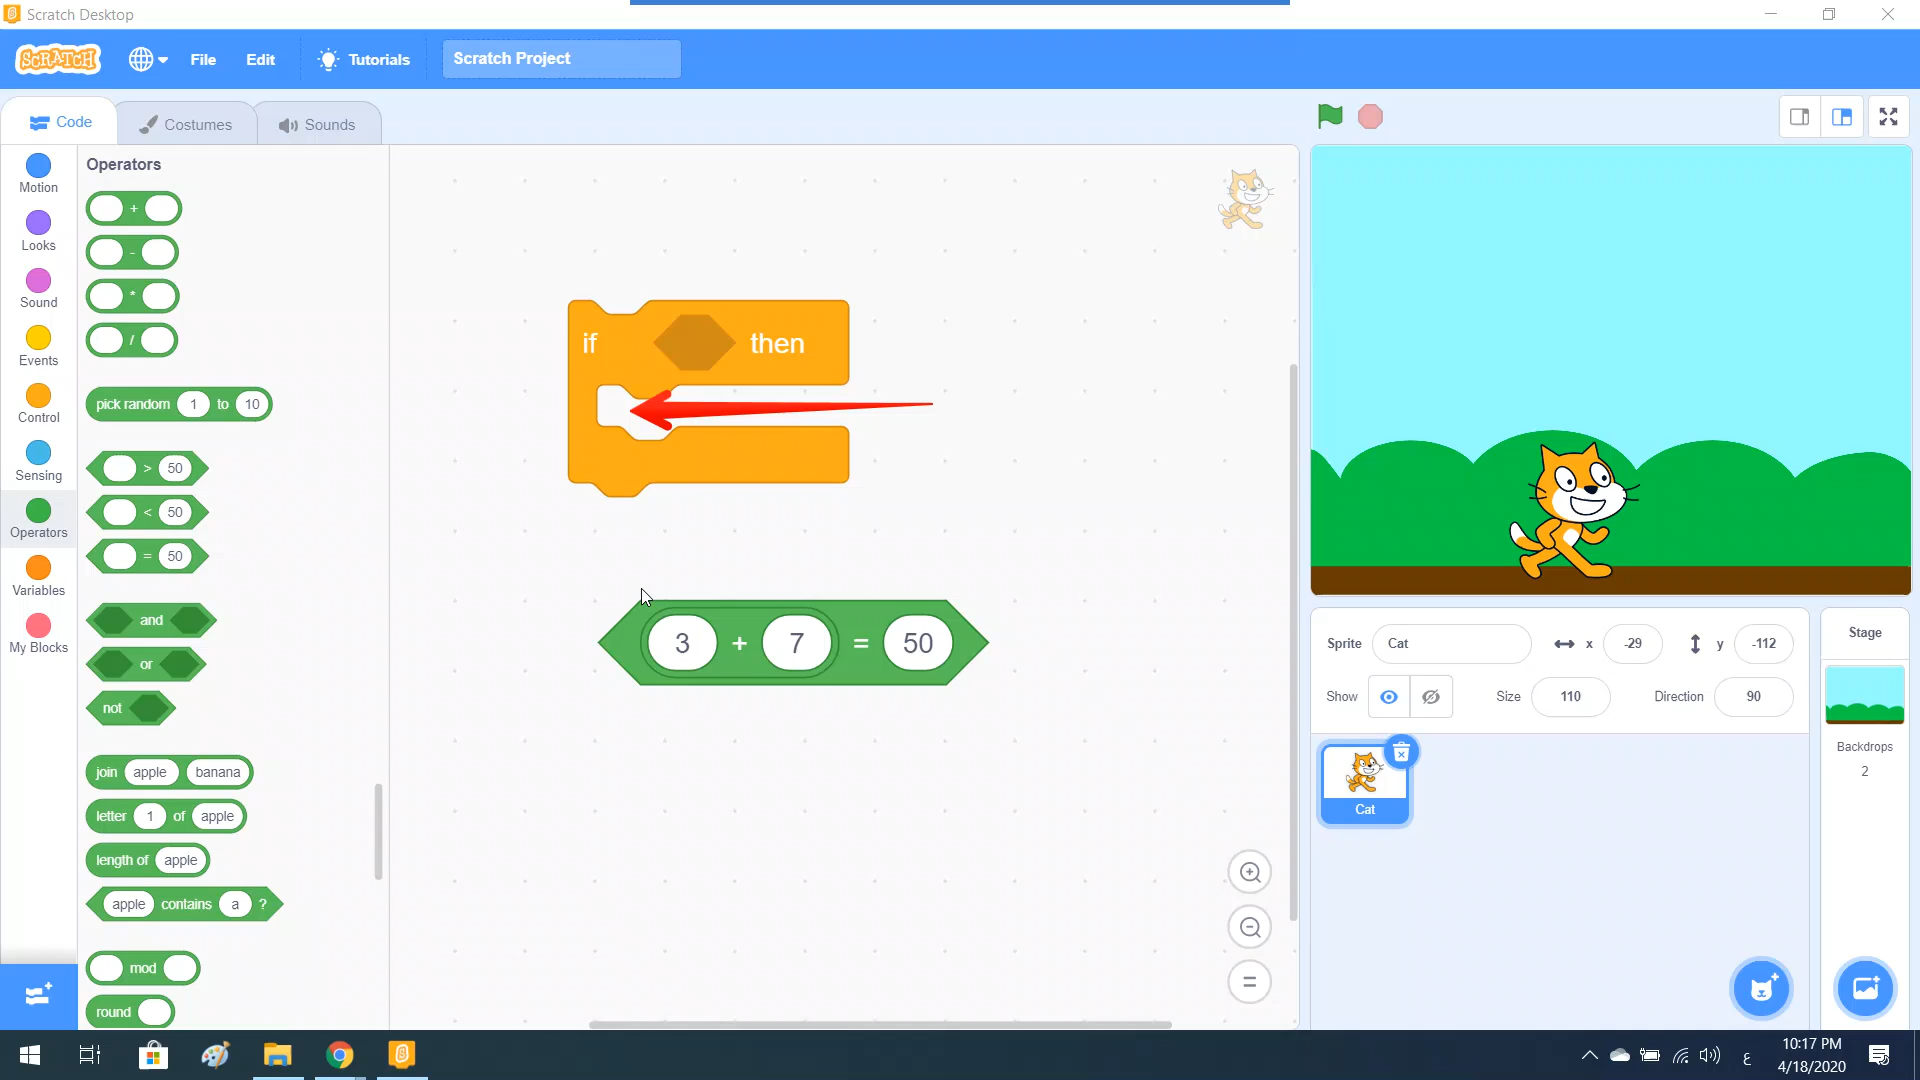 Scratch Desktop
SCRATCH
File
Edit
Tutorials
Scratch Project
Code
Costumes
Sounds
Motion
Looks
Sound
Events
Control
Sensing
Operators
Variables
My Blocks
Operators
+
-
*
/
pick random 1 to 10
> 50
< 50
= 50
and
or
not
join apple banana
letter 1 of apple
length of apple
apple contains a ?
mod
round
if then
3 + 7 = 50
Sprite Cat x -29 y -112
Show Size 110 Direction 90
Cat
Stage
Backdrops
2
ع
10:17 PM
4/18/2020